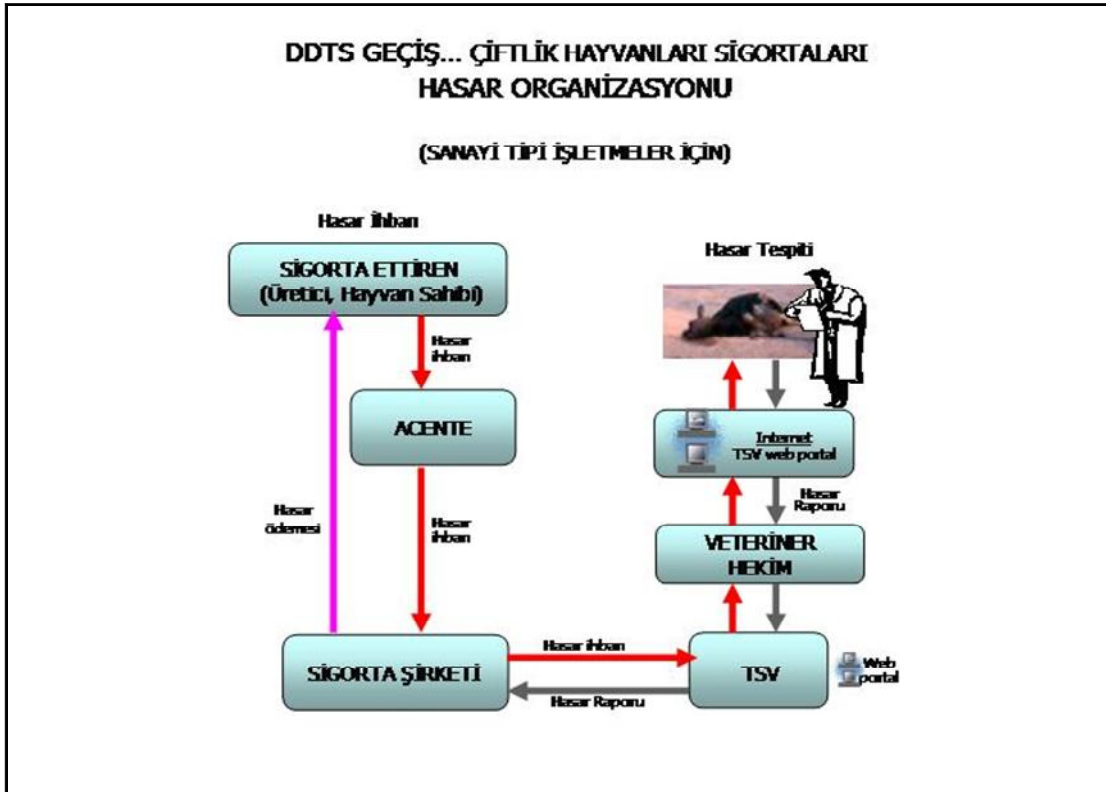 DDTS GEÇİŞ... ÇİFTLİK HAYVANLARI SİGORTALARI
HASAR ORGANİZASYONU
(SANAYİ TİPİ İŞLETMELER İÇİN)
Hasar İhbarı
SİGORTA ETTİREN
(Üretici, Hayvan Sahibi)
Hasar
ihbarı
ACENTE
Hasar
ödemesi
Hasar
ihbarı
SİGORTA ŞİRKETİ
Hasar ihbarı
Hasar Raporu
Hasar Tespiti
Internet
TSV web portal
Hasar
Raporu
VETERİNER
HEKİM
TSV
Web
portal